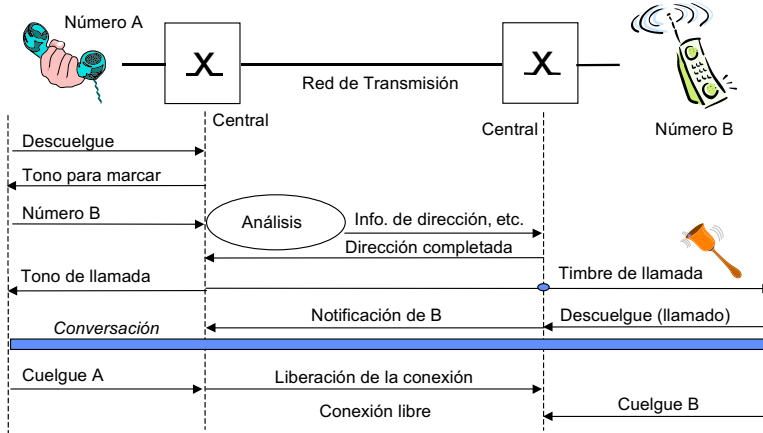 Número A
X
X
Red de Transmisión
Central
Central
Número B
Descuelgue
Tono para marcar
Número B
Análisis
Info. de dirección, etc.
Dirección completada
Tono de llamada
Timbre de llamada
Notificación de B
Descuelgue (llamado)
Conversación
Cuelgue A
Liberación de la conexión
Conexión libre
Cuelgue B